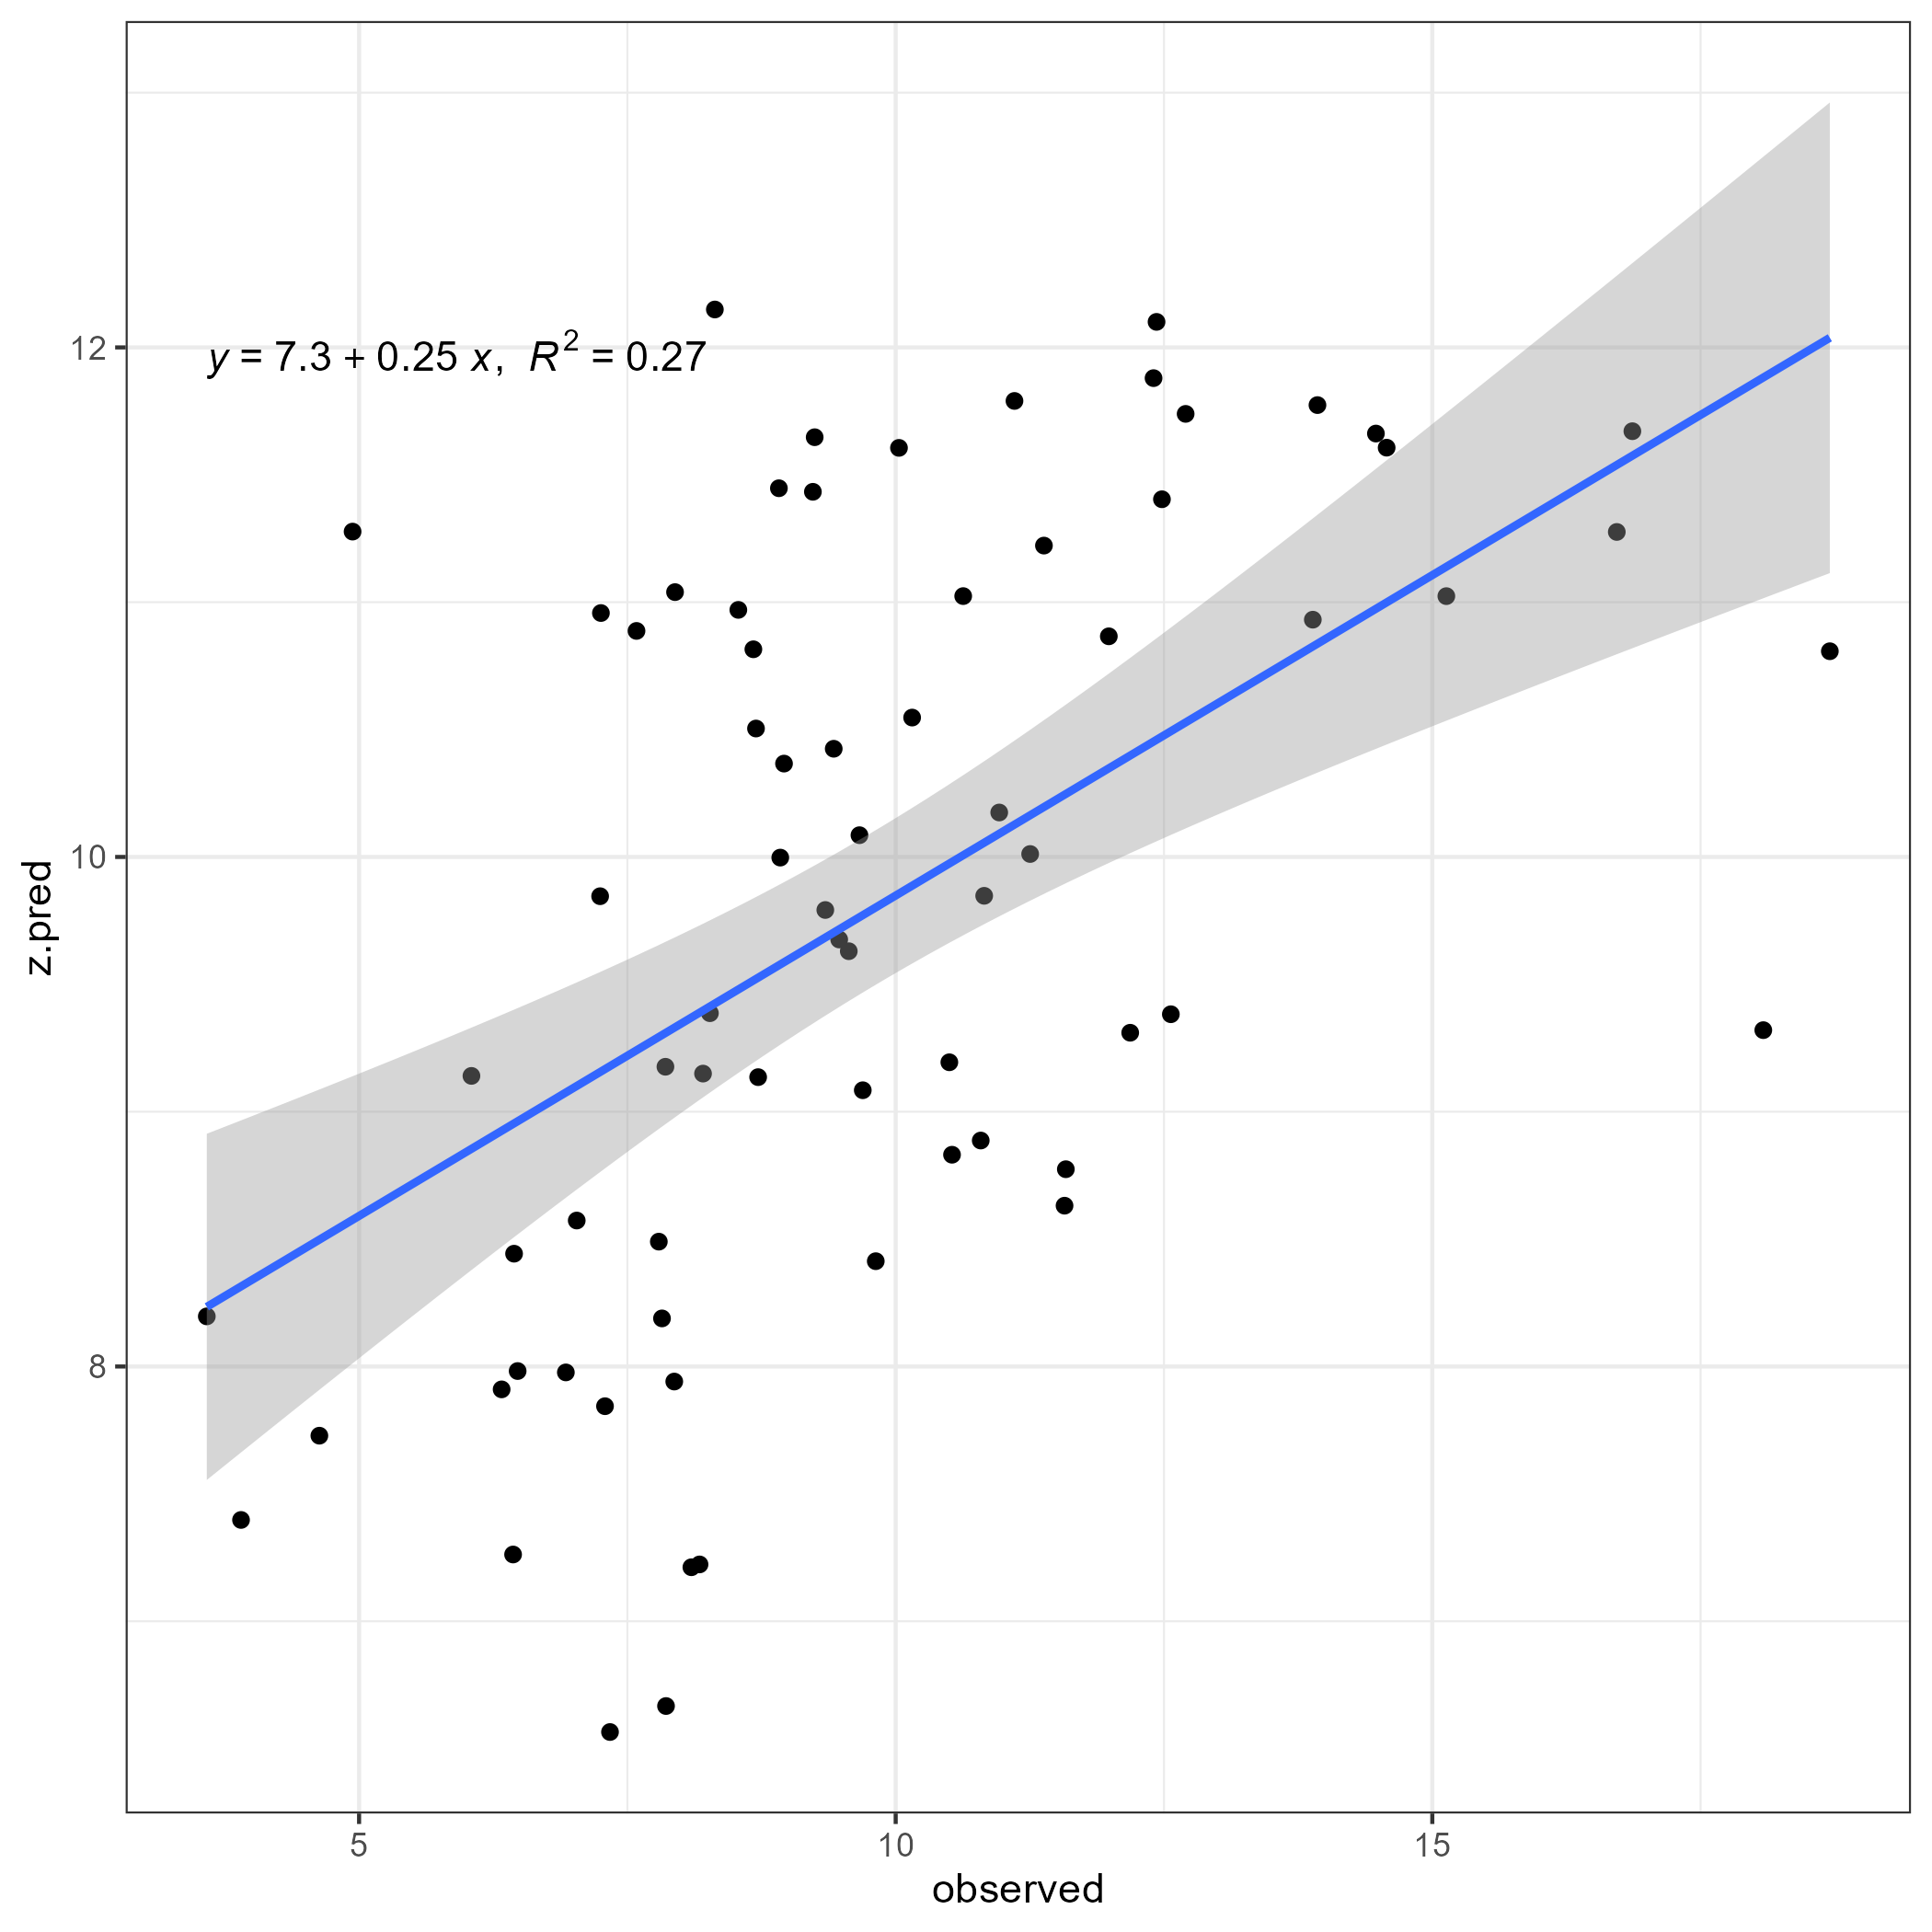 y = 7.3 + 0.25 x, R² = 0.27
12
10
8
z.pred
5 10 15
observed